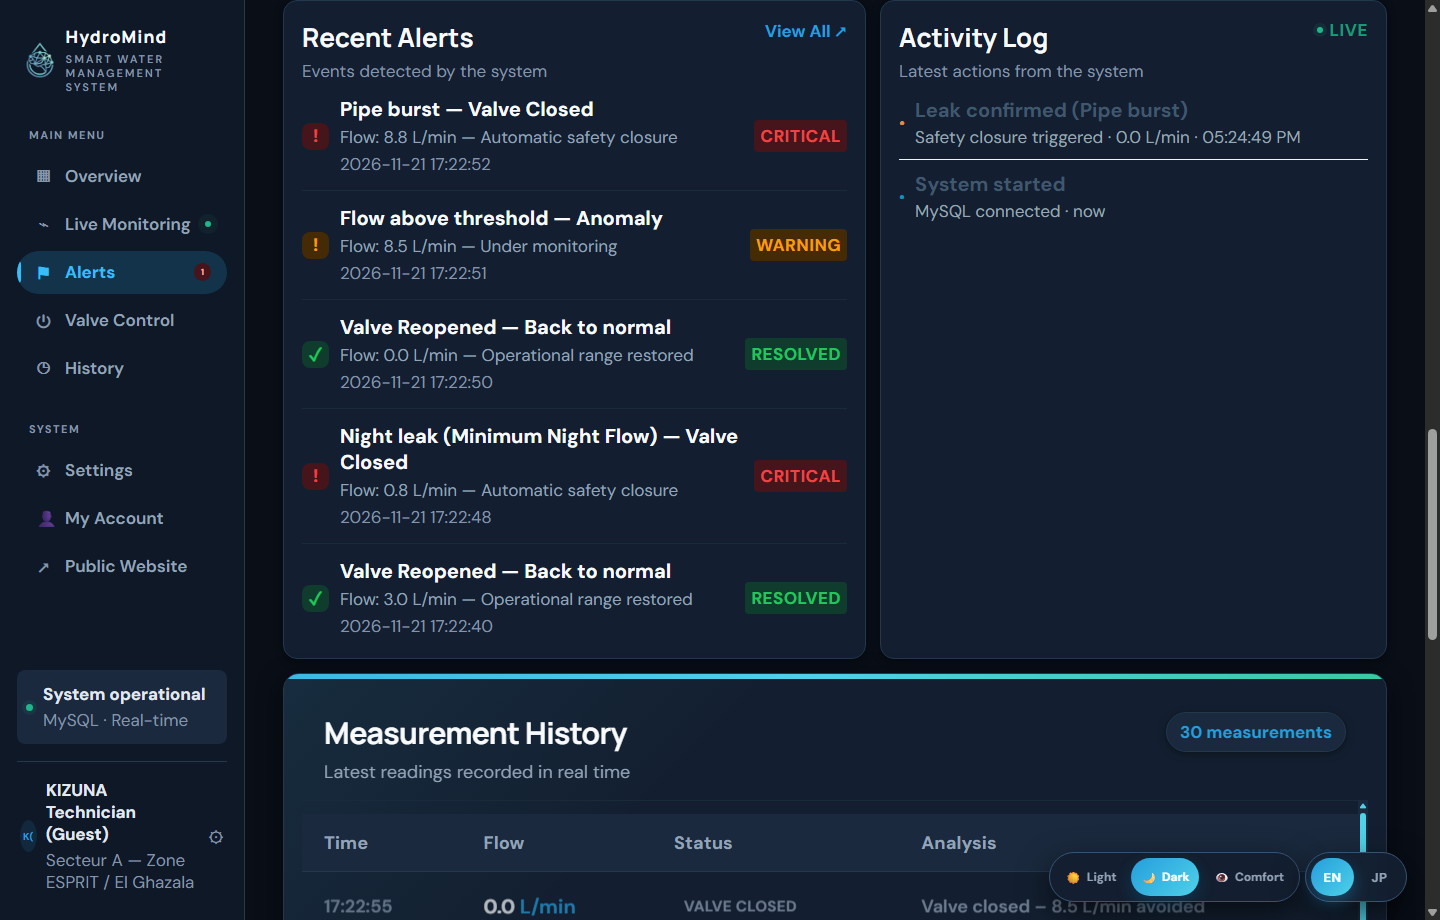 HydroMind
SMART WATER
MANAGEMENT
SYSTEM
MAIN MENU
Overview
Live Monitoring
Alerts
1
Valve Control
History
SYSTEM
Settings
My Account
Public Website
System operational
MySQL · Real-time
K(
KIZUNA
Technician
(Guest)
Secteur A — Zone
ESPRIT / El Ghazala
Recent Alerts
View All ↗
Events detected by the system
!
Pipe burst — Valve Closed
Flow: 8.8 L/min — Automatic safety closure
2026-11-21 17:22:52
CRITICAL
!
Flow above threshold — Anomaly
Flow: 8.5 L/min — Under monitoring
2026-11-21 17:22:51
WARNING
✓
Valve Reopened — Back to normal
Flow: 0.0 L/min — Operational range restored
2026-11-21 17:22:50
RESOLVED
!
Night leak (Minimum Night Flow) — Valve
Closed
Flow: 0.8 L/min — Automatic safety closure
2026-11-21 17:22:48
CRITICAL
✓
Valve Reopened — Back to normal
Flow: 3.0 L/min — Operational range restored
2026-11-21 17:22:40
RESOLVED
Activity Log
LIVE
Latest actions from the system
Leak confirmed (Pipe burst)
Safety closure triggered · 0.0 L/min · 05:24:49 PM
System started
MySQL connected · now
Measurement History
30 measurements
Latest readings recorded in real time
Time Flow Status Analysis
17:22:55 0.0 L/min VALVE CLOSED Valve closed – 8.5 L/min avoided
Light Dark Comfort
EN JP